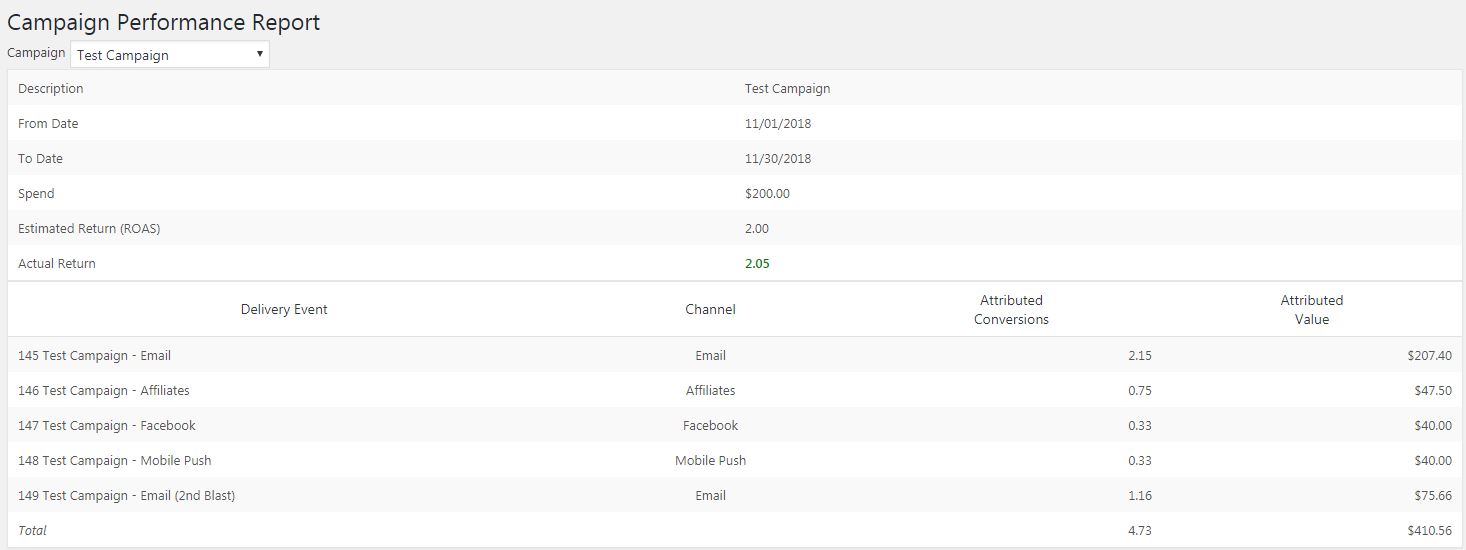 Campaign Performance Report
Campaign Test Campaign
Description Test Campaign
From Date 11/01/2018
To Date 11/30/2018
Spend $200.00
Estimated Return (ROAS) 2.00
Actual Return 2.05
Delivery Event Channel Attributed Conversions Attributed Value
145 Test Campaign - Email Email 2.15 $207.40
146 Test Campaign - Affiliates Affiliates 0.75 $47.50
147 Test Campaign - Facebook Facebook 0.33 $40.00
148 Test Campaign - Mobile Push Mobile Push 0.33 $40.00
149 Test Campaign - Email (2nd Blast) Email 1.16 $75.66
Total 4.73 $410.56